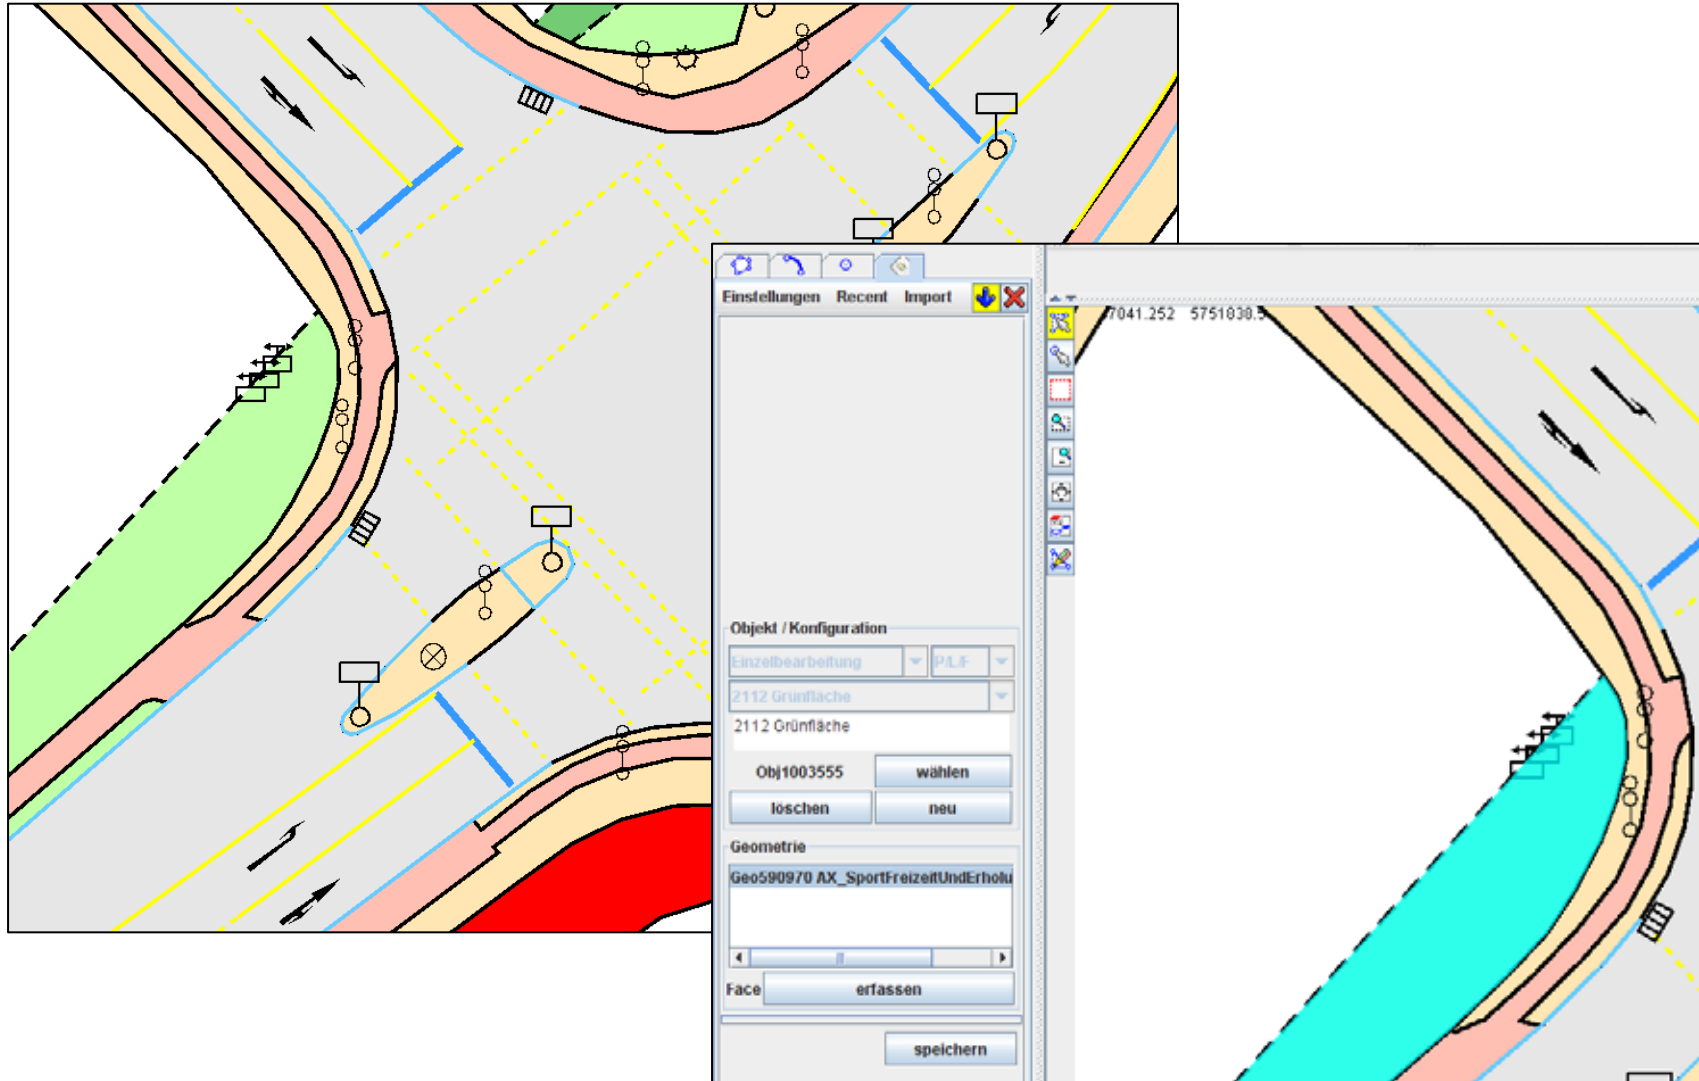 Einstellungen Recent Import
7041.252 5751838.5
Objekt / Konfiguration
Einzelbearbeitung P/L/F
2112 Grünfläche
2112 Grünfläche
Obj1003555 wählen
löschen neu
Geometrie
Geo590970 AX_SportFreizeitUndErholu
Face erfassen
speichern